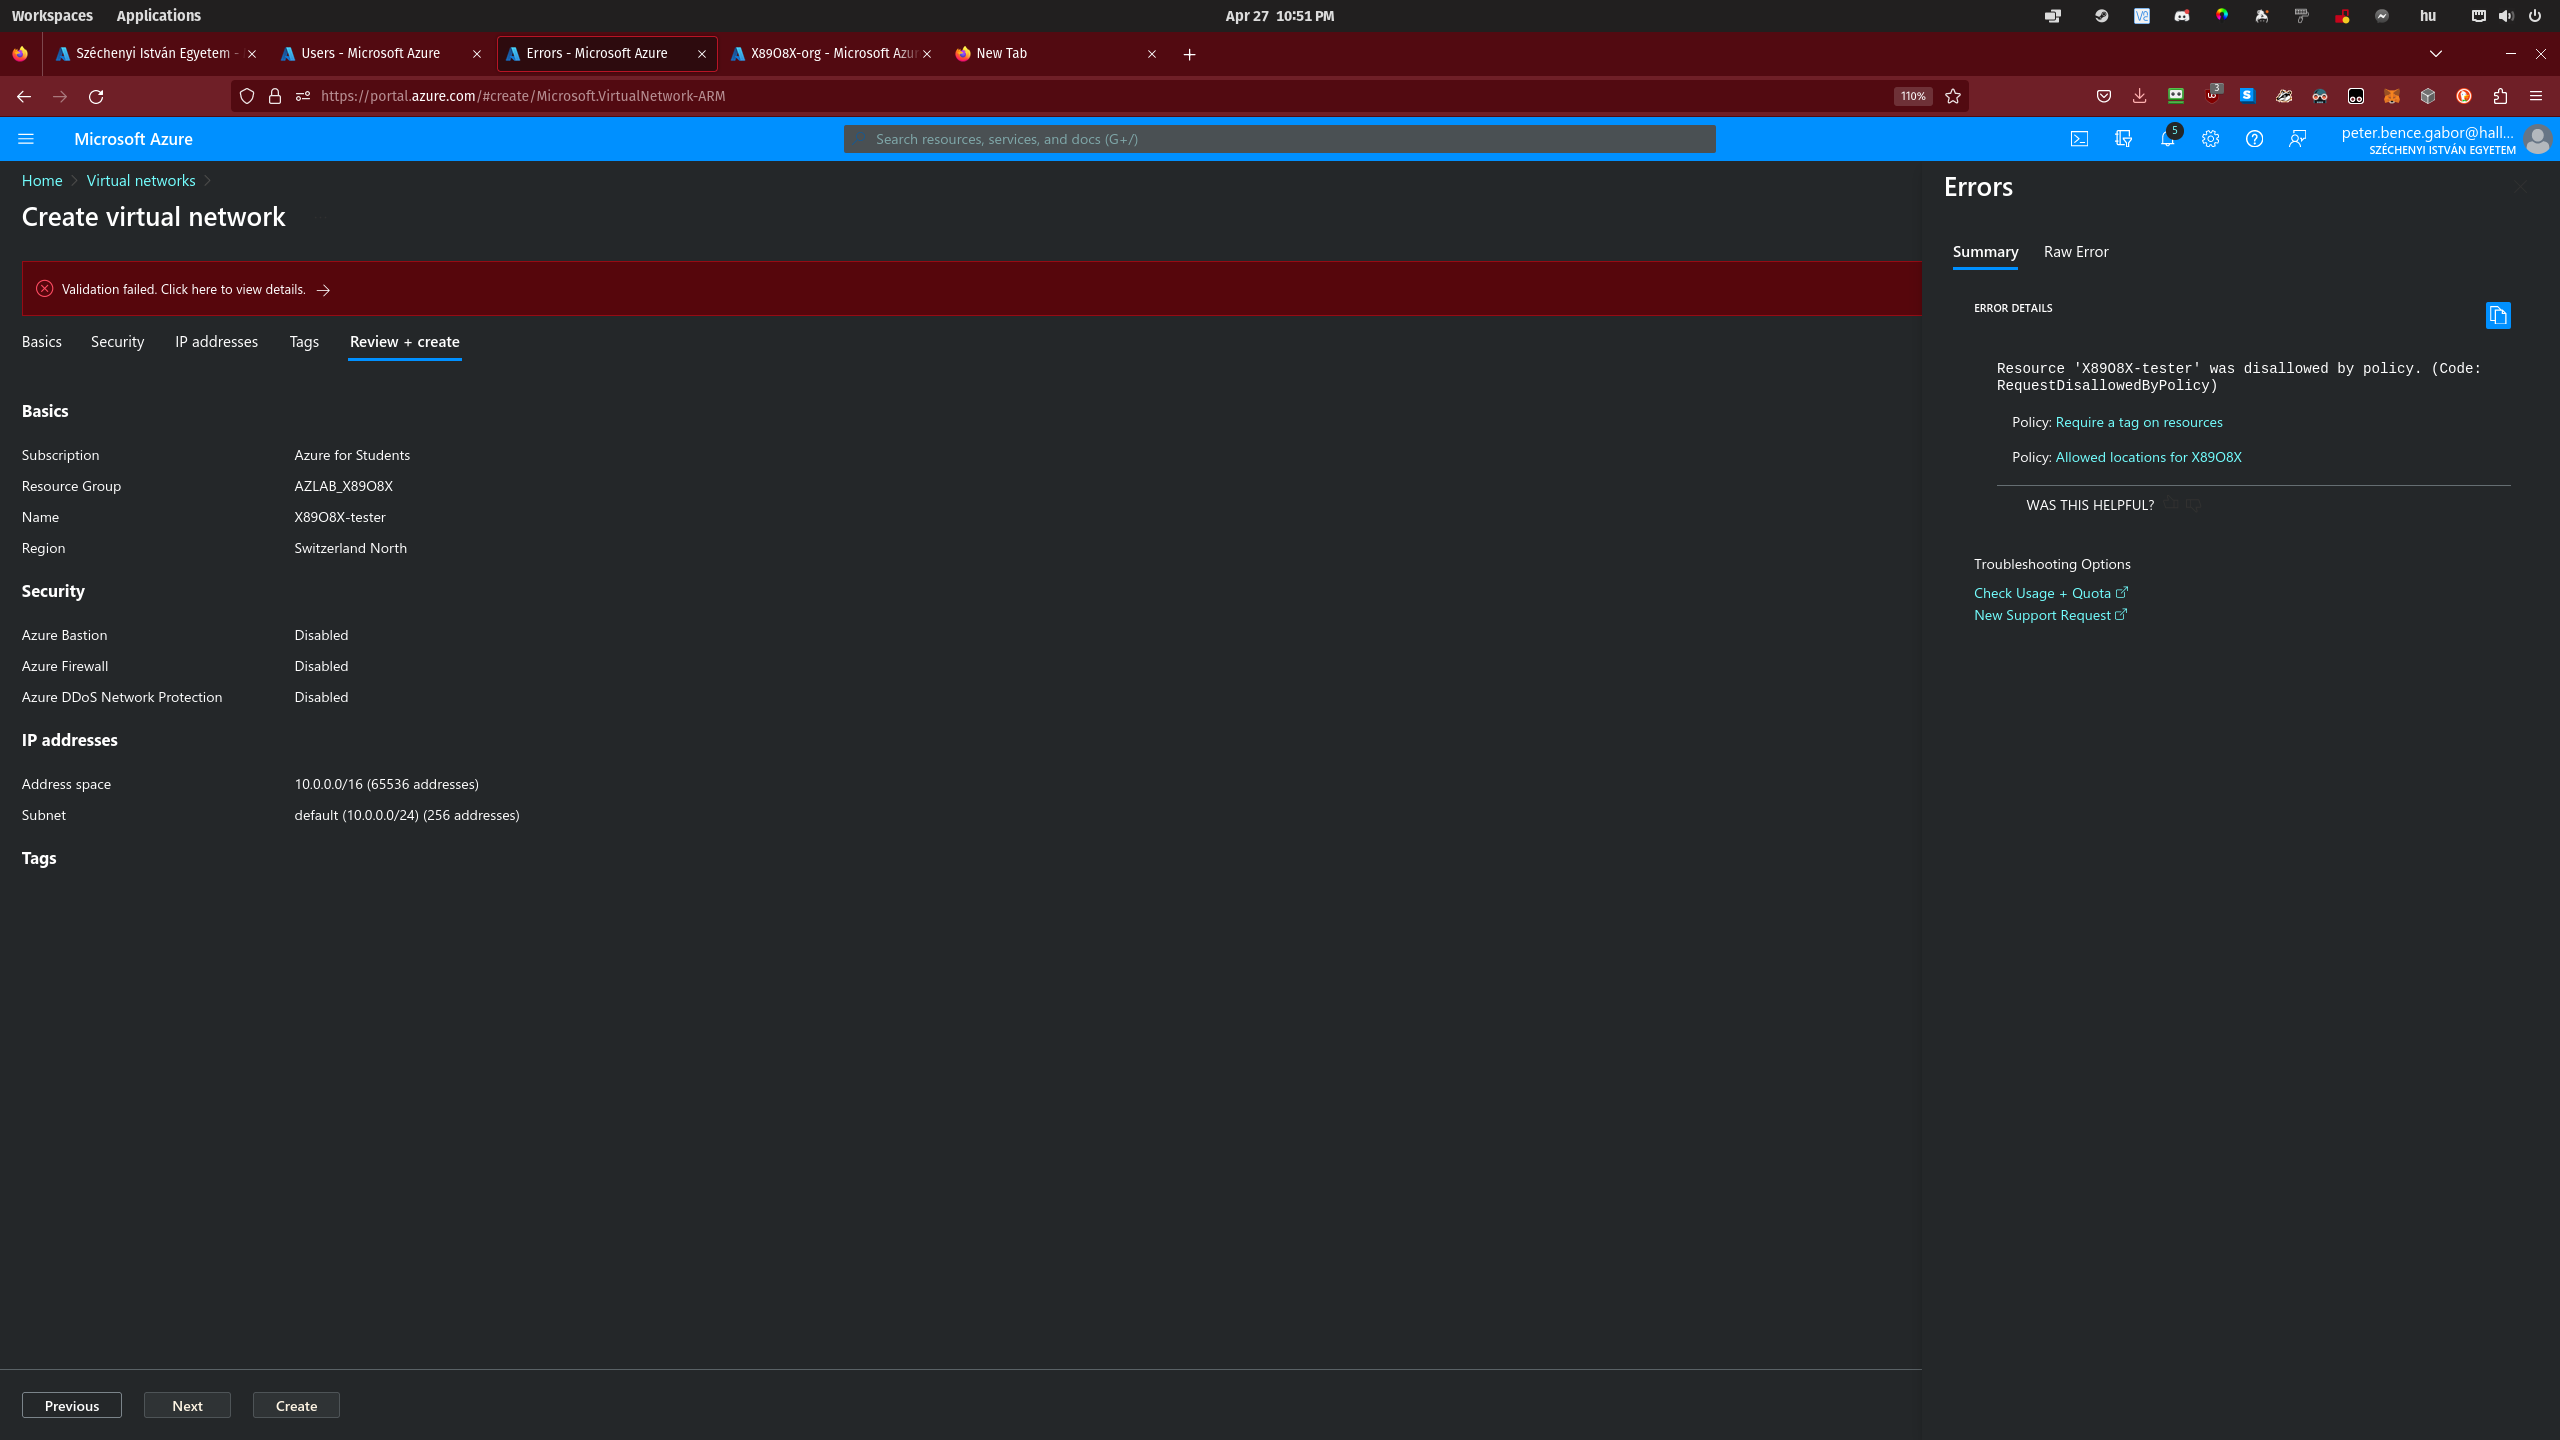 Workspaces Applications Apr 27 10:51 PM hu
Széchenyi István Egyetem - Users - Microsoft Azure Errors - Microsoft Azure X89O8X-org - Microsoft Azur New Tab
https://portal.azure.com/#create/Microsoft.VirtualNetwork-ARM 110% 3
Microsoft Azure Search resources, services, and docs (G+/) 5 peter.bence.gabor@hall...
SZÉCHENYI ISTVÁN EGYETEM
Home Virtual networks
Create virtual network
Validation failed. Click here to view details.
Basics Security IP addresses Tags Review + create
Basics
Subscription Azure for Students
Resource Group AZLAB_X89O8X
Name X89O8X-tester
Region Switzerland North
Security
Azure Bastion Disabled
Azure Firewall Disabled
Azure DDoS Network Protection Disabled
IP addresses
Address space 10.0.0.0/16 (65536 addresses)
Subnet default (10.0.0.0/24) (256 addresses)
Tags
Previous Next Create
Errors
Summary Raw Error
ERROR DETAILS
Resource 'X89O8X-tester' was disallowed by policy. (Code:
RequestDisallowedByPolicy)
Policy: Require a tag on resources
Policy: Allowed locations for X89O8X
WAS THIS HELPFUL?
Troubleshooting Options
Check Usage + Quota
New Support Request